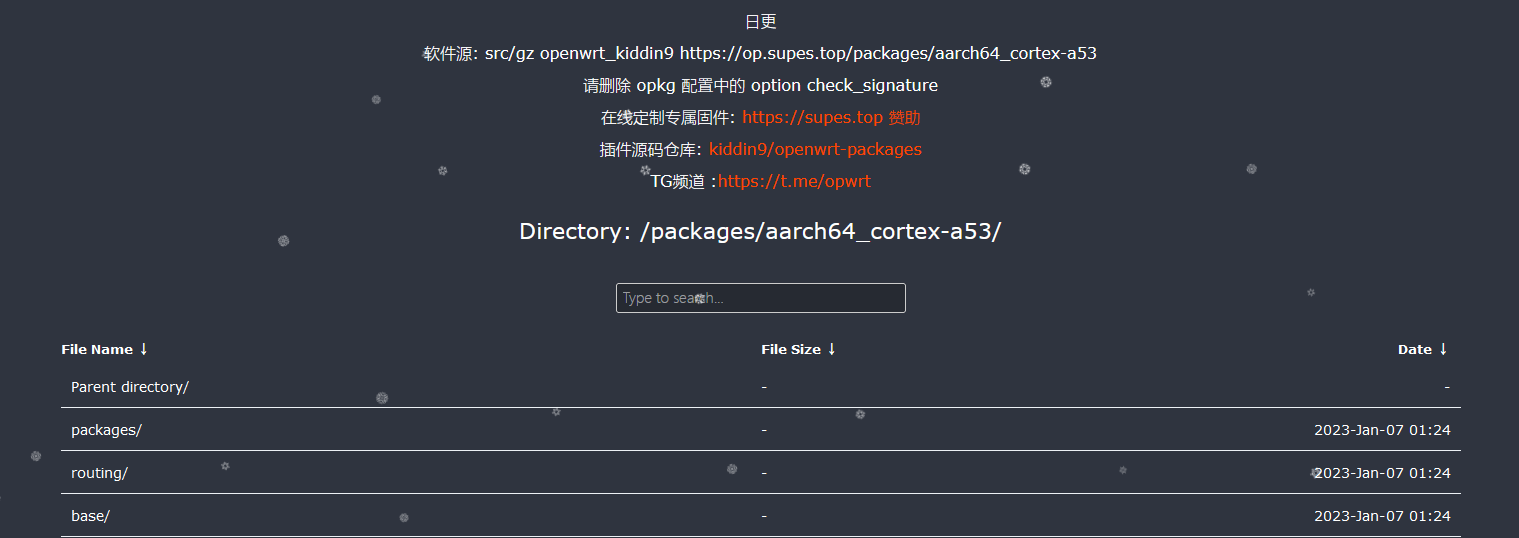 日更
软件源: src/gz openwrt_kiddin9 https://op.supes.top/packages/aarch64_cortex-a53
请删除 opkg 配置中的 option check_signature
在线定制专属固件: https://supes.top 赞助
插件源码仓库: kiddin9/openwrt-packages
TG频道 :https://t.me/opwrt
Directory: /packages/aarch64_cortex-a53/
Type to search...
File Name ↓ File Size ↓ Date ↓
Parent directory/ - -
packages/ - 2023-Jan-07 01:24
routing/ - 2023-Jan-07 01:24
base/ - 2023-Jan-07 01:24